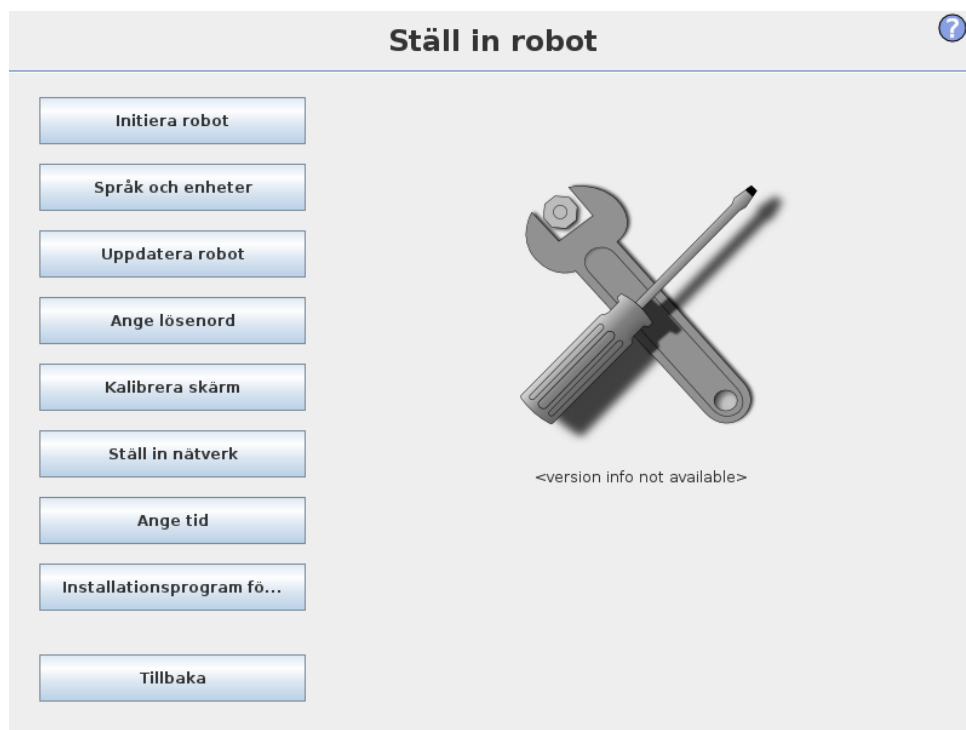 Ställ in robot
?
Initiera robot
Språk och enheter
Uppdatera robot
Ange lösenord
Kalibrera skärm
Ställ in nätverk
Ange tid
Installationsprogram fö...
Tillbaka
<version info not available>